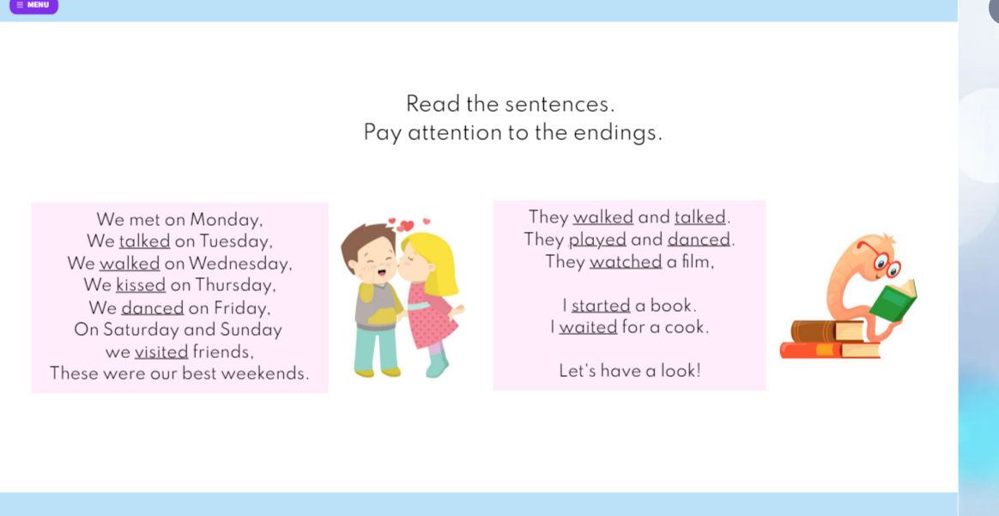 MENU
Read the sentences.
Pay attention to the endings.
We met on Monday,
We talked on Tuesday,
We walked on Wednesday,
We kissed on Thursday,
We danced on Friday,
On Saturday and Sunday
we visited friends,
These were our best weekends.
They walked and talked.
They played and danced.
They watched a film,
I started a book.
I waited for a cook.
Let's have a look!